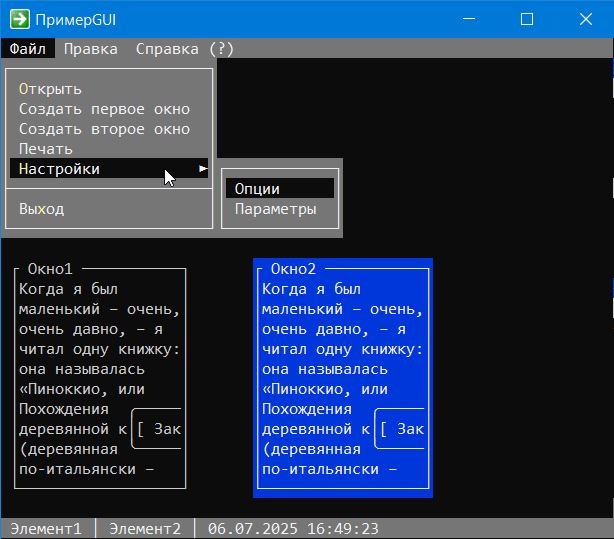 ПримерGUI
Файл Правка Справка (?)
Открыть
Создать первое окно
Создать второе окно
Печать
Настройки ►
Опции
Параметры
Выход
Окно1
Когда я был
маленький – очень,
очень давно, – я
читал одну книжку:
она называлась
«Пиноккио, или
Похождения
деревянной к[ Зак
(деревянная
по-итальянски –
Окно2
Когда я был
маленький – очень,
очень давно, – я
читал одну книжку:
она называлась
«Пиноккио, или
Похождения
деревянной к[ Зак
(деревянная
по-итальянски –
Элемент1 | Элемент2 | 06.07.2025 16:49:23